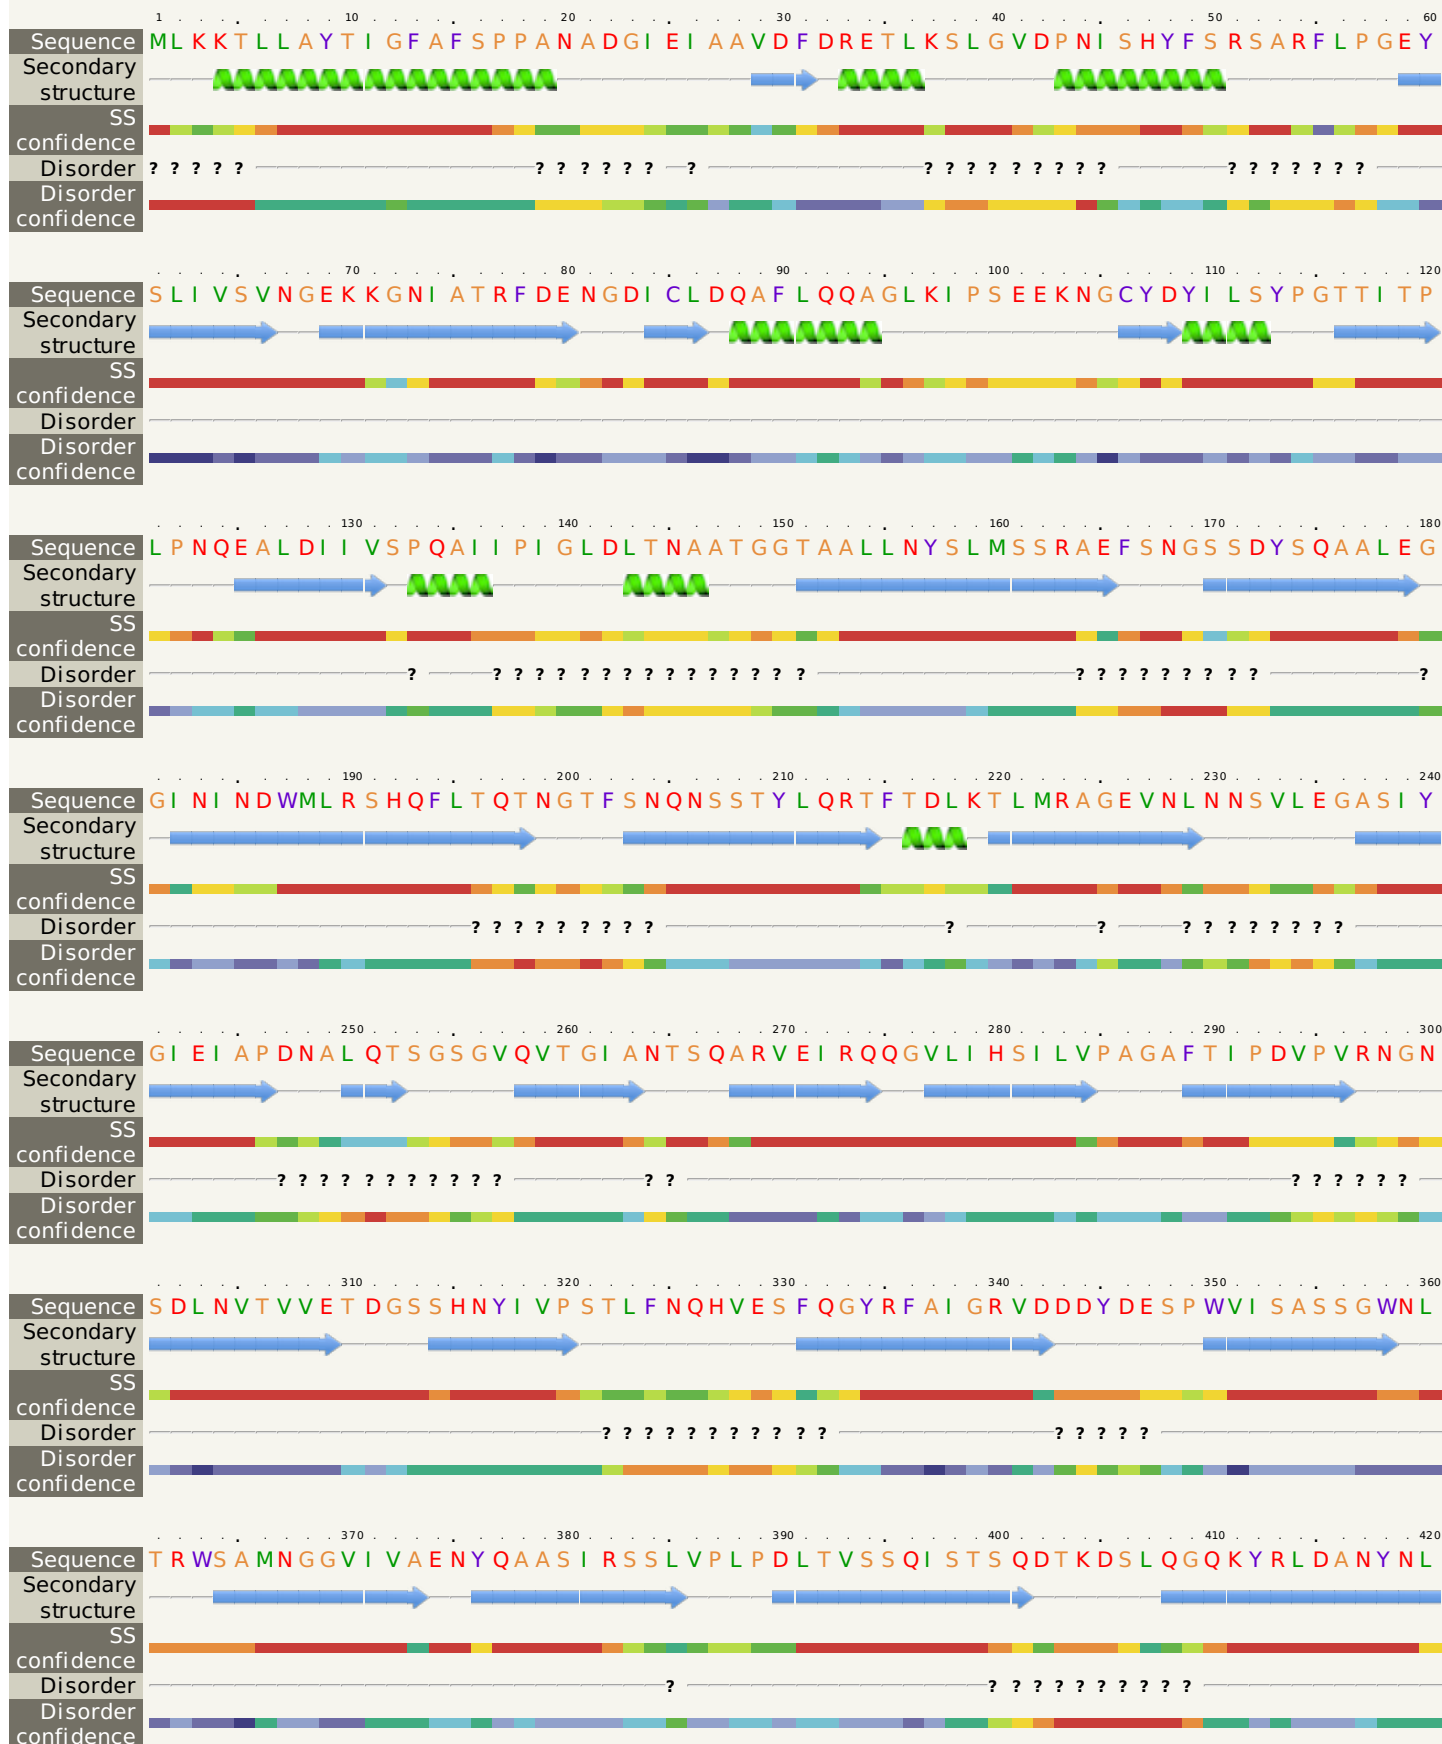 1 . . . . 10 . . . . 20 . . . . 30 . . . . 40 . . . . 50 . . . . 60
Sequence MLKKTLLAYTIGFAFSPPANADGIEIAAVDFDRETLKSLGVDPNISHYFSRSARFLPGEY
Secondary
structure
SS
confidence
Disorder ? ? ? ? ? ? ? ? ? ? ? ? ? ? ? ? ? ? ? ? ? ? ? ? ? ? ? ?
Disorder
confidence
70 80 90 100 110 120
Sequence SLIVSVNGEKKGNIATRFDENGDICLDQAFLQQAGLKIPSEEKNGCYDYILSYPGTTITP
Secondary
structure
SS
confidence
Disorder
Disorder
confidence
130 140 150 160 170 180
Sequence LPNQEALDIIVSPQAIIPIGLDLTNAATGGTAALLNYSLMSSRAEFSNGSSDYSQAALEG
Secondary
structure
SS
confidence
Disorder ? ? ? ? ? ? ? ? ? ? ? ? ? ? ? ? ? ? ? ? ? ? ? ? ? ?
Disorder
confidence
190 200 210 220 230 240
Sequence GININDWMLRSHQFLTQTNGTFSNQNSSTYLQRTFTDLKTLMRAGEVNLNNSVLEGASIY
Secondary
structure
SS
confidence
Disorder ? ? ? ? ? ? ? ? ? ? ? ? ? ? ? ? ? ? ? ?
Disorder
confidence
250 260 270 280 290 300
Sequence GIEIAPDNALQTSGSGVQVTGIANTSQARVEIRQQGVLIHSILVPAGAFTIPDVPVRNGN
Secondary
structure
SS
confidence
Disorder ? ? ? ? ? ? ? ? ? ? ? ? ? ? ? ? ? ? ?
Disorder
confidence
310 320 330 340 350 360
Sequence SDLNVTVVETDGSSHNYIVPSTLFNQHVESFQGYRFAIGRVDDDYDESPWVISASSGWNL
Secondary
structure
SS
confidence
Disorder ? ? ? ? ? ? ? ? ? ? ? ? ? ? ? ?
Disorder
confidence
370 380 390 400 410 420
Sequence TRWSAMNGGVIVAENYQAASIRSSLVPLPDLTVSSQISTSQDTKDSLQGQKYRLDANYNL
Secondary
structure
SS
confidence
Disorder ? ? ? ? ? ? ? ? ? ? ?
Disorder
confidence